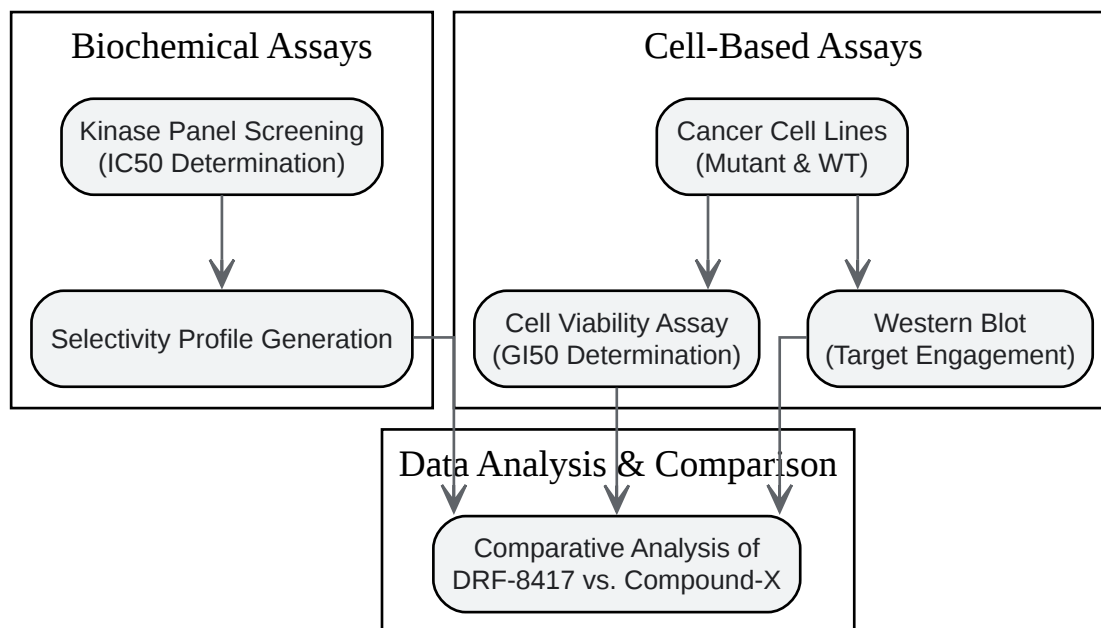 Biochemical Assays
Kinase Panel Screening
(IC50 Determination)
Selectivity Profile Generation
Cell-Based Assays
Cancer Cell Lines
(Mutant & WT)
Cell Viability Assay
(GI50 Determination)
Western Blot
(Target Engagement)
Data Analysis & Comparison
Comparative Analysis of
DRF-8417 vs. Compound-X